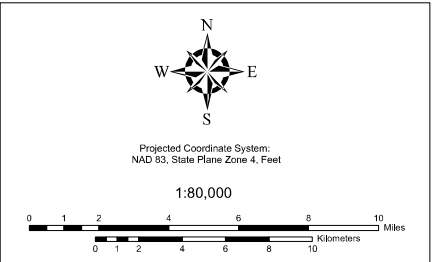 N
W E
S
Projected Coordinate System:
NAD 83, State Plane Zone 4, Feet
1:80,000
0 1 2 4 6 8 10
Miles
Kilometers
0 1 2 4 6 8 10